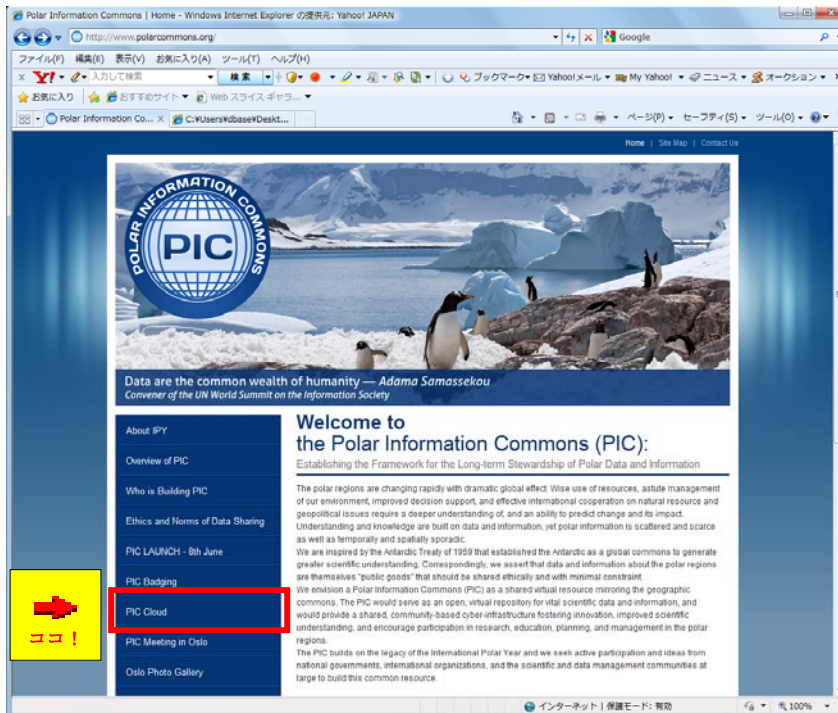 Polar Information Commons | Home - Windows Internet Explorer の提供元: Yahoo! JAPAN
http://www.polarcommons.org/
Google
ファイル(F) 編集(E) 表示(V) お気に入り(A) ツール(T) ヘルプ(H)
x Y! 入力して検索 検索 ブックマーク Yahoo!メール My Yahoo! ニュース オークション
お気に入り おすすめサイト Web スライス ギャラ...
Polar Information Co... x C:¥Users¥dbase¥Deskt...
ページ(P) セーフティ(S) ツール(O)
Home | Site Map | Contact Us
POLAR INFORMATION COMMONS
PIC
Data are the common wealth of humanity — Adama Samassekou
Convener of the UN World Summit on the Information Society
About IPY
Overview of PIC
Who is Building PIC
Ethics and Norms of Data Sharing
PIC LAUNCH - 8th June
PIC Badging
PIC Cloud
PIC Meeting in Oslo
Oslo Photo Gallery
ココ！
Welcome to
the Polar Information Commons (PIC):
Establishing the Framework for the Long-term Stewardship of Polar Data and Information
The polar regions are changing rapidly with dramatic global effect. Wise use of resources, astute management
of our environment, improved decision support, and effective international cooperation on natural resource and
geopolitical issues require a deeper understanding of, and an ability to predict change and its impact.
Understanding and knowledge are built on data and information, yet polar information is scattered and scarce
as well as temporally and spatially sporadic.
We are inspired by the Antarctic Treaty of 1959 that established the Antarctic as a global commons to generate
greater scientific understanding. Correspondingly, we assert that data and information about the polar regions
are themselves "public goods" that should be shared ethically and with minimal constraint.
We envision a Polar Information Commons (PIC) as a shared virtual resource mirroring the geographic
commons. The PIC would serve as an open, virtual repository for vital scientific data and information, and
would provide a shared, community-based cyber-infrastructure fostering innovation, improved scientific
understanding, and encourage participation in research, education, planning, and management in the polar
regions.
The PIC builds on the legacy of the International Polar Year and we seek active participation and ideas from
national governments, international organizations, and the scientific and data management communities at
large to build this common resource.
インターネット | 保護モード: 有効
100%